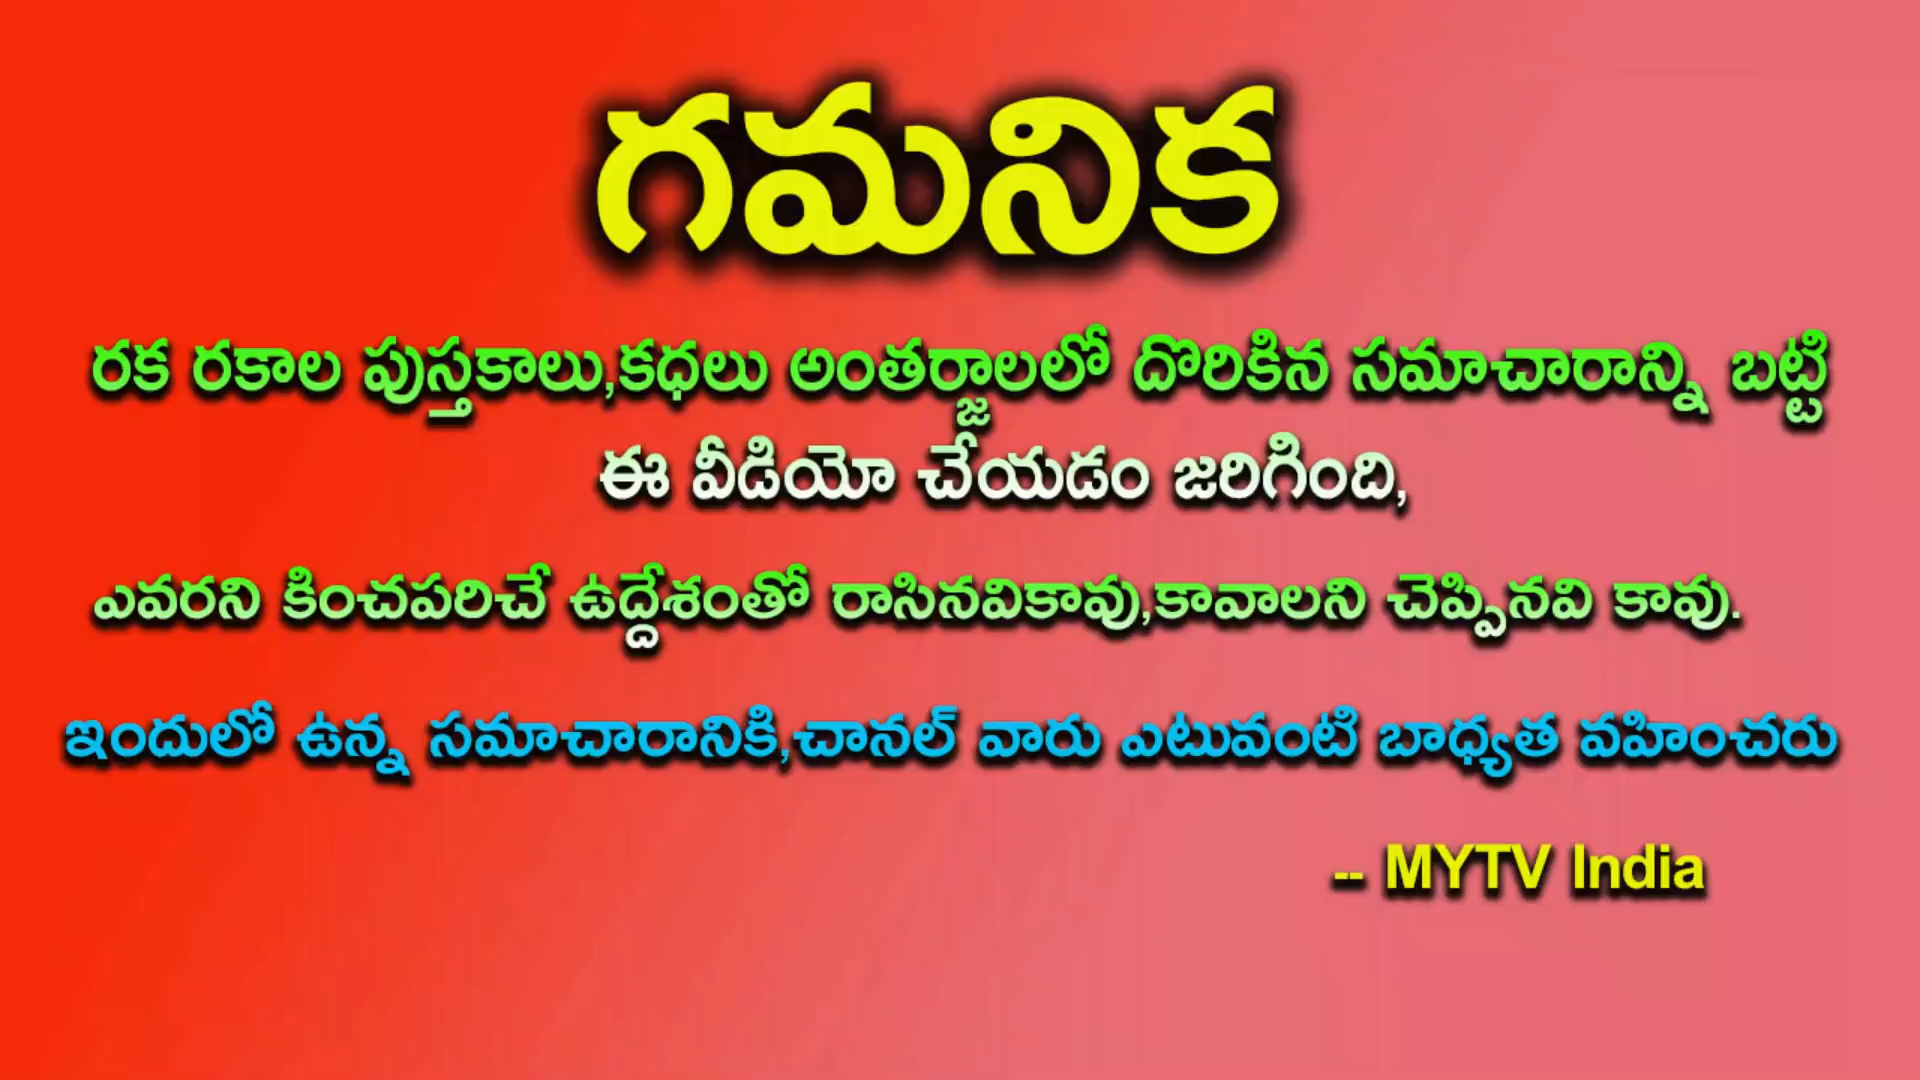 గమనిక
రక రకాల పుస్తకాలు,కధలు అంతర్జాలలో దొరికిన సమాచారాన్ని బట్టి
ఈ వీడియో చేయడం జరిగింది,
ఎవరని కించపరిచే ఉద్దేశంతో రాసినవికావు,కావాలని చెప్పినవి కావు.
ఇందులో ఉన్న సమాచారానికి,చానల్ వారు ఎటువంటి బాధ్యత వహించరు
-- MYTV India